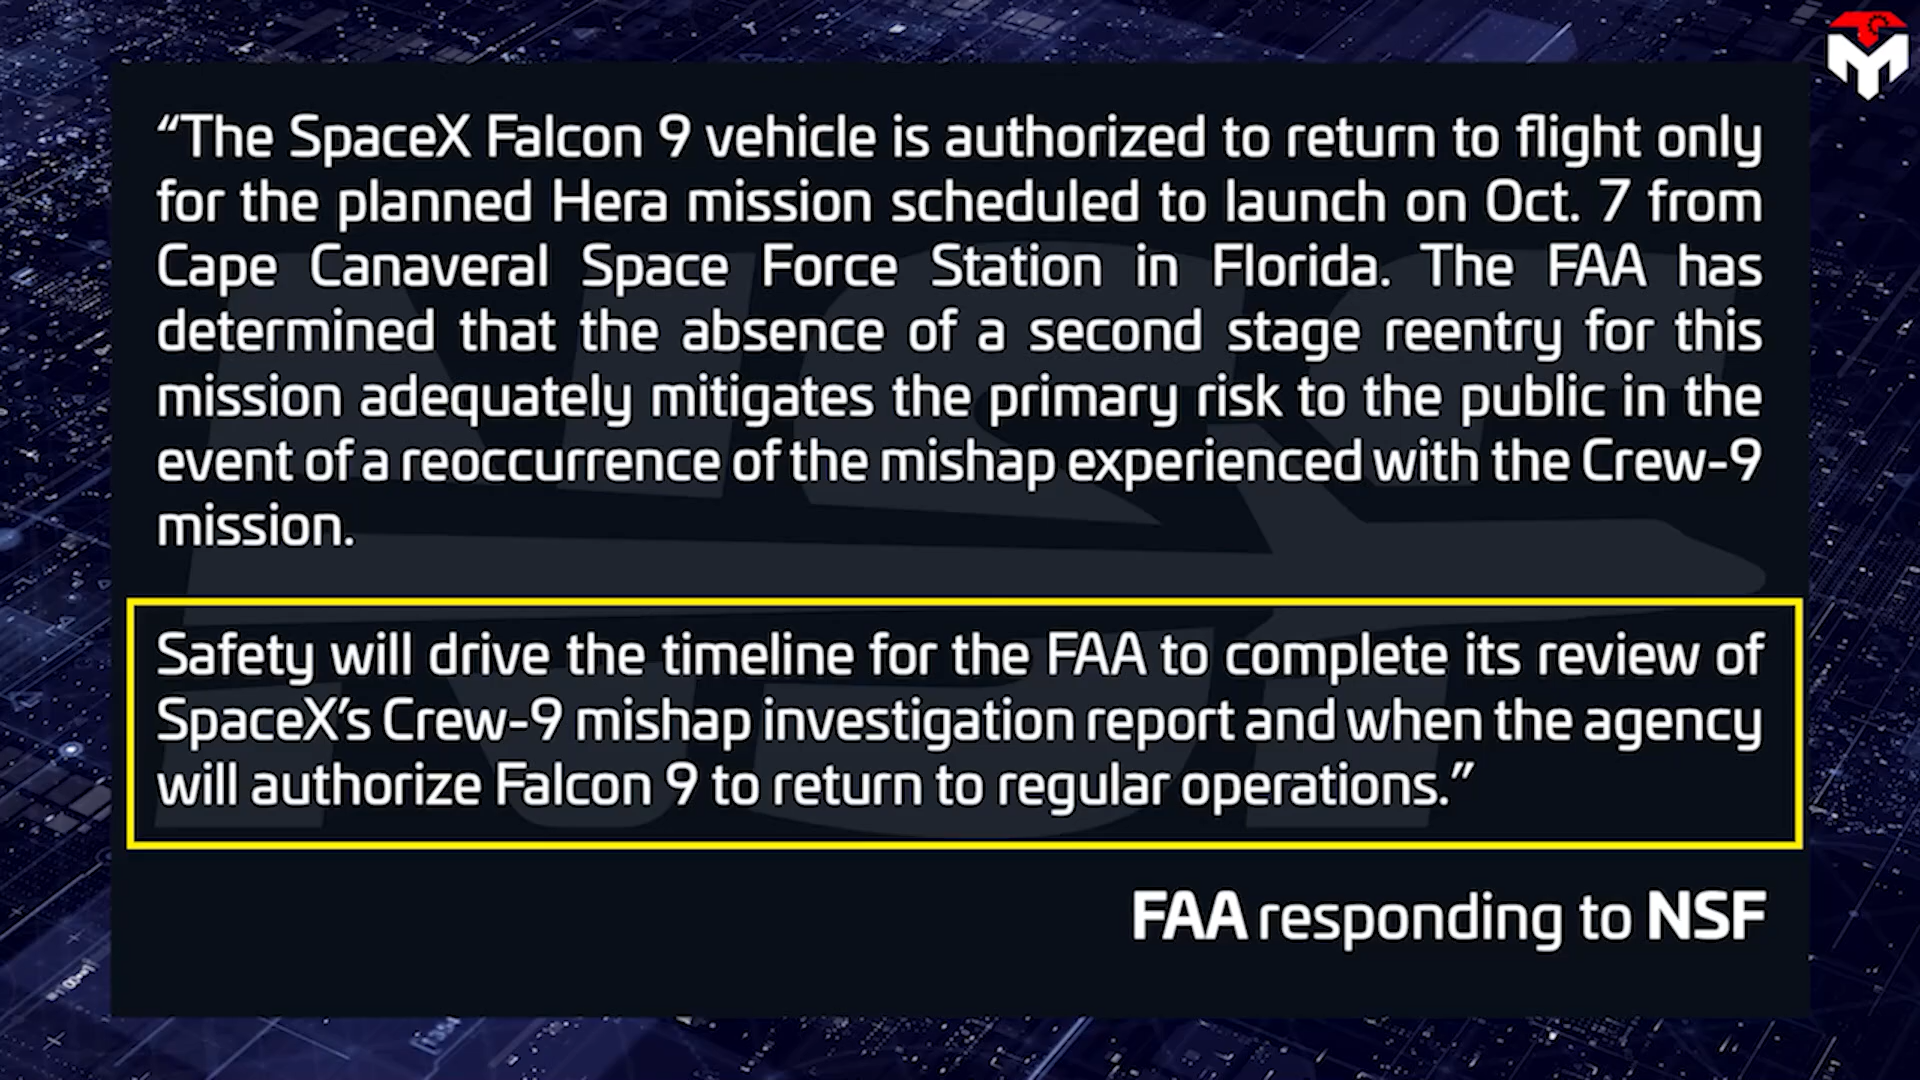 “The SpaceX Falcon 9 vehicle is authorized to return to flight only
for the planned Hera mission scheduled to launch on Oct. 7 from
Cape Canaveral Space Force Station in Florida. The FAA has
determined that the absence of a second stage reentry for this
mission adequately mitigates the primary risk to the public in the
event of a reoccurrence of the mishap experienced with the Crew-9
mission.
Safety will drive the timeline for the FAA to complete its review of
SpaceX’s Crew-9 mishap investigation report and when the agency
will authorize Falcon 9 to return to regular operations.”
FAA responding to NSF